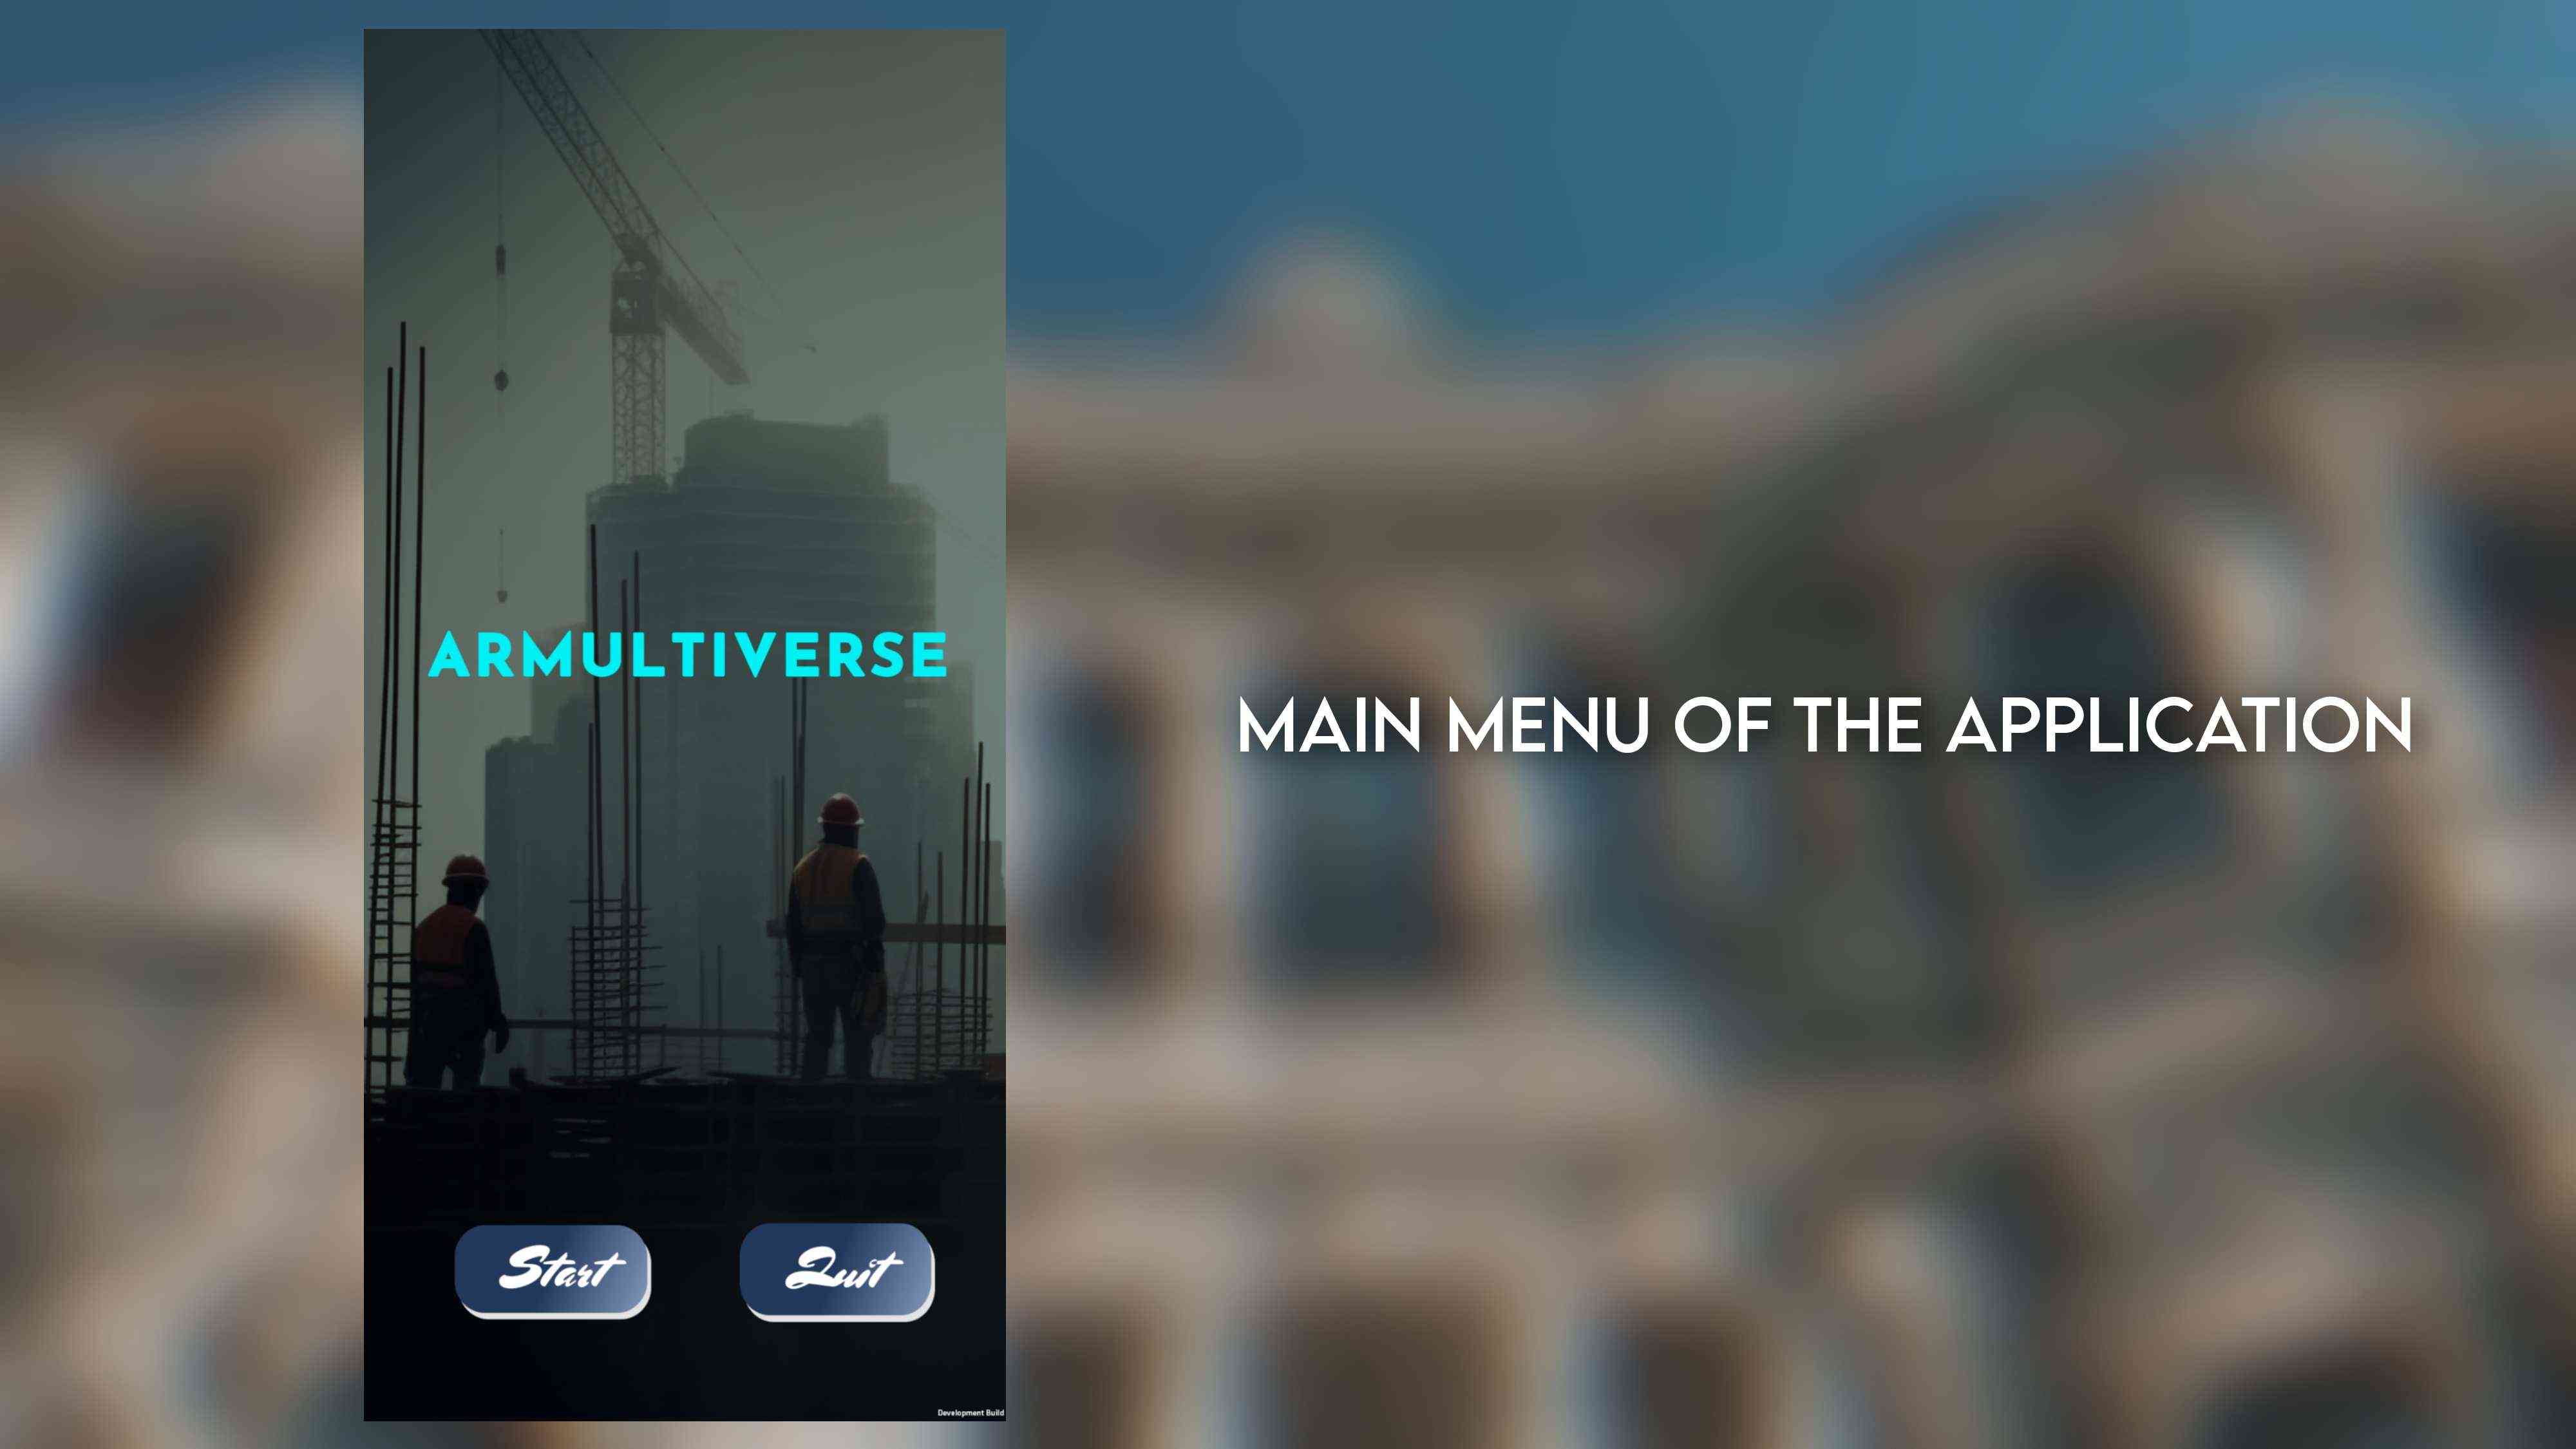 ARMULTIVERSE
MAIN MENU OF THE APPLICATION
Start
Quit
Development Build